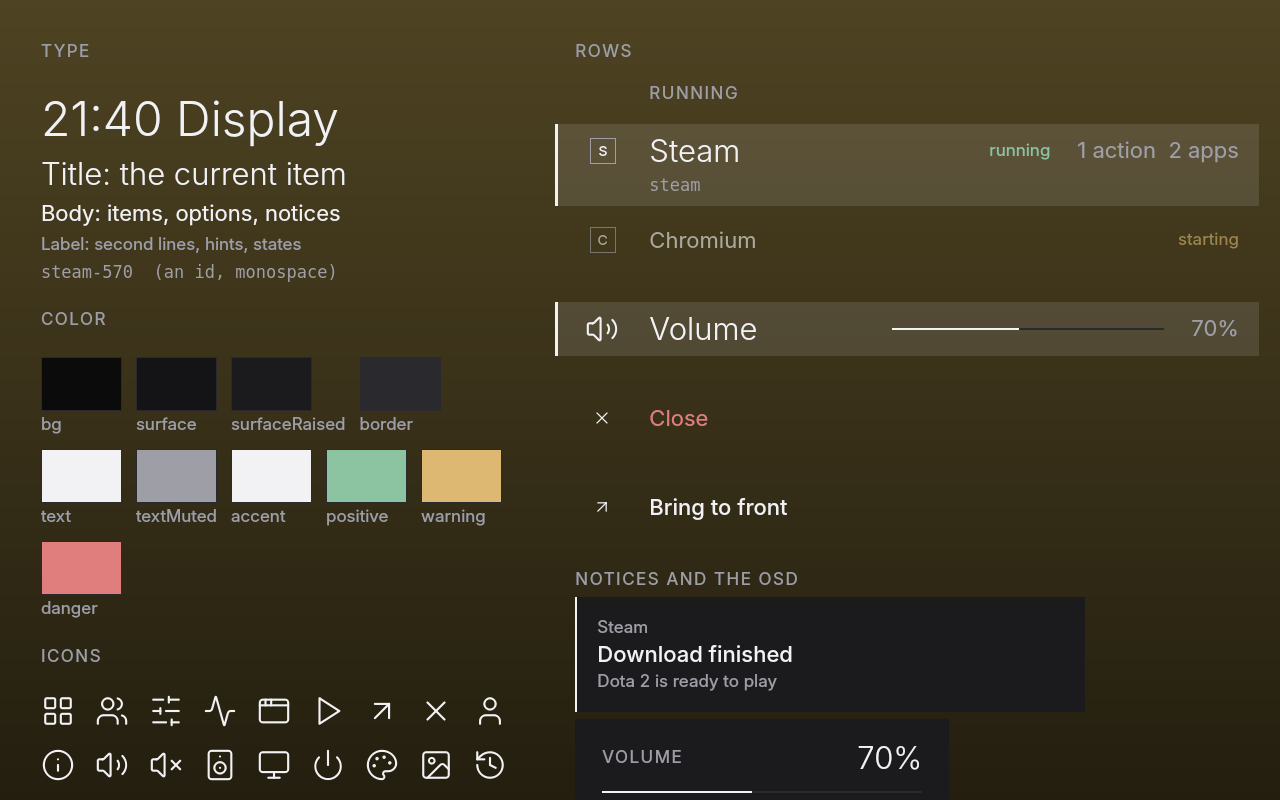 TYPE
21:40 Display
Title: the current item
Body: items, options, notices
Label: second lines, hints, states
steam-570  (an id, monospace)
COLOR
bg
surface
surfaceRaised
border
text
textMuted
accent
positive
warning
danger
ICONS
ROWS
RUNNING
S Steam running 1 action 2 apps
steam
C Chromium starting
Volume 70%
Close
Bring to front
NOTICES AND THE OSD
Steam
Download finished
Dota 2 is ready to play
VOLUME 70%